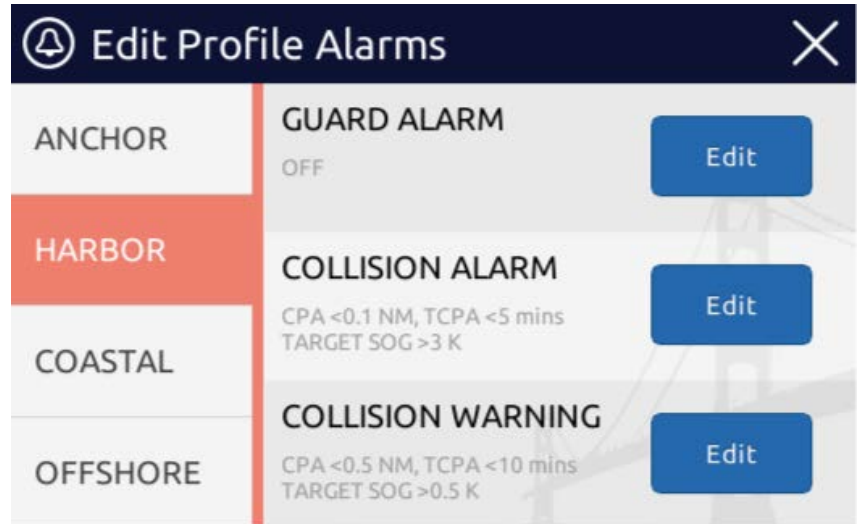 Edit Profile Alarms
ANCHOR
HARBOR
COASTAL
OFFSHORE
GUARD ALARM
OFF
Edit
COLLISION ALARM
CPA <0.1 NM, TCPA <5 mins
TARGET SOG >3 K
Edit
COLLISION WARNING
CPA <0.5 NM, TCPA <10 mins
TARGET SOG >0.5 K
Edit